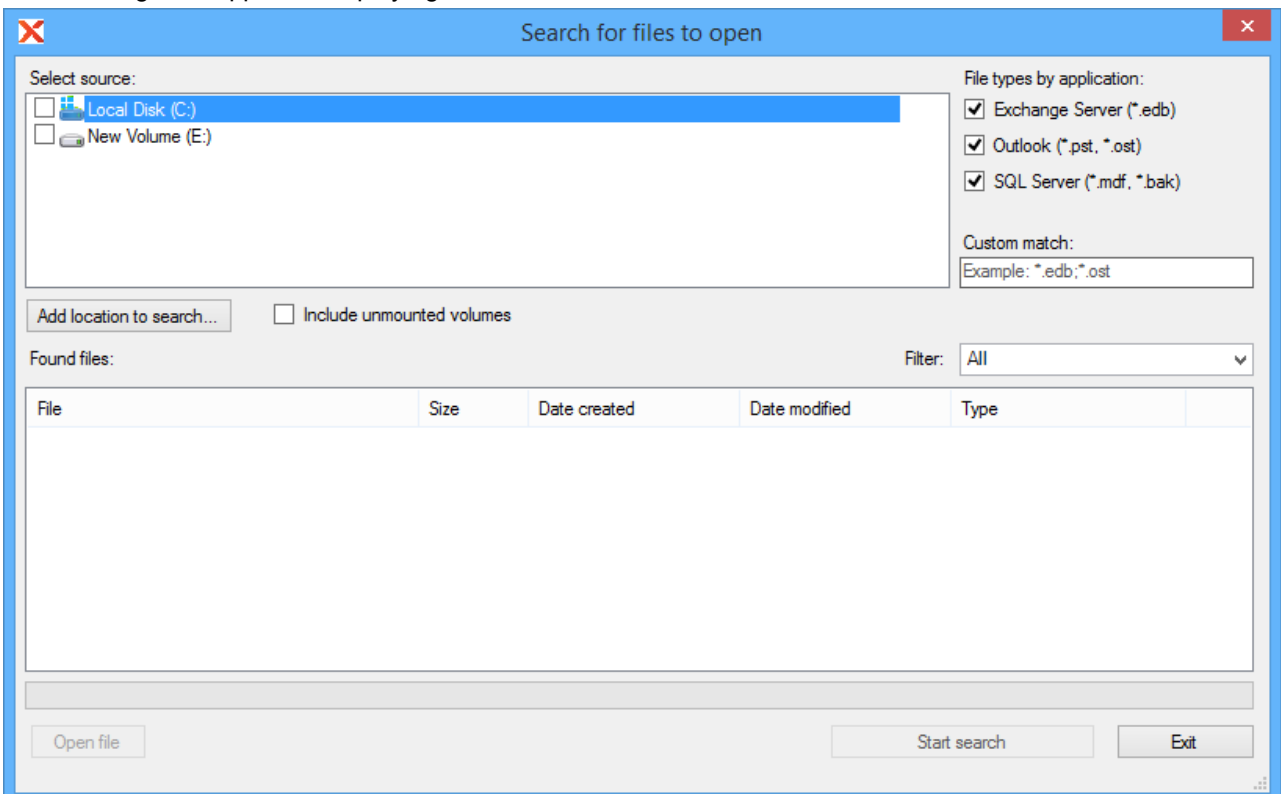 Search for files to open
Select source:
Local Disk (C:)
New Volume (E:)
File types by application:
Exchange Server (*.edb)
Outlook (*.pst, *.ost)
SQL Server (*.mdf, *.bak)
Custom match:
Example: *.edb;*.ost
Add location to search...
Include unmounted volumes
Found files:
Filter: All
File Size Date created Date modified Type
Open file Start search Exit